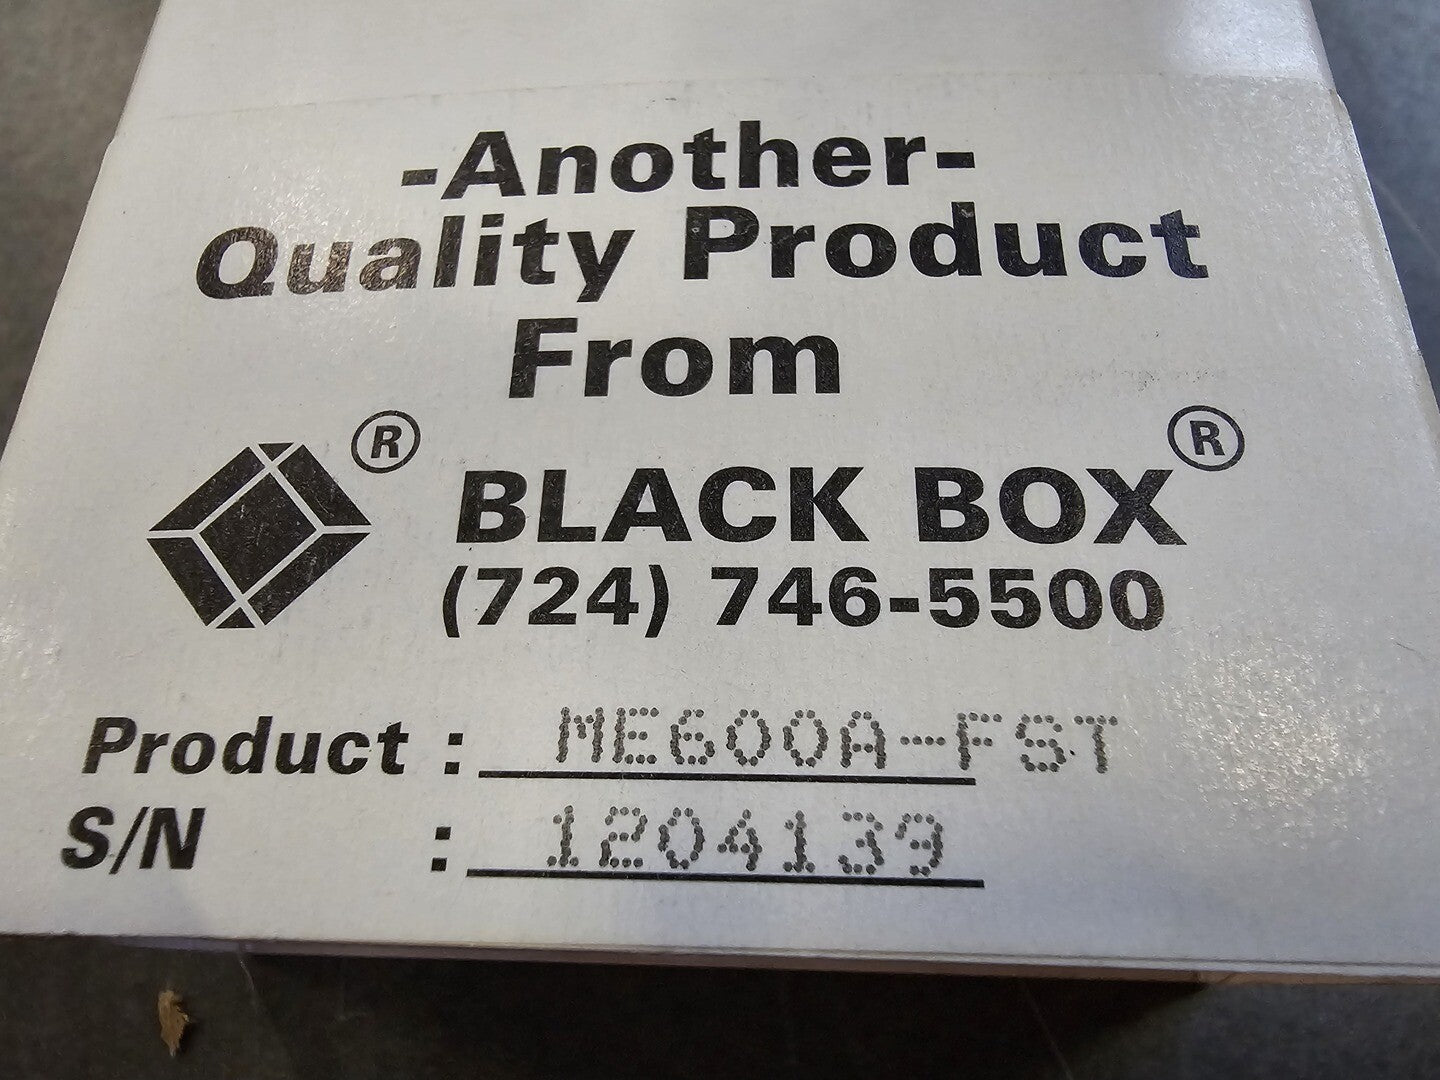 -Another-
Quality Product
From
® BLACK BOX®
(724) 746-5500
Product : ME600A-FST
S/N : 1204139